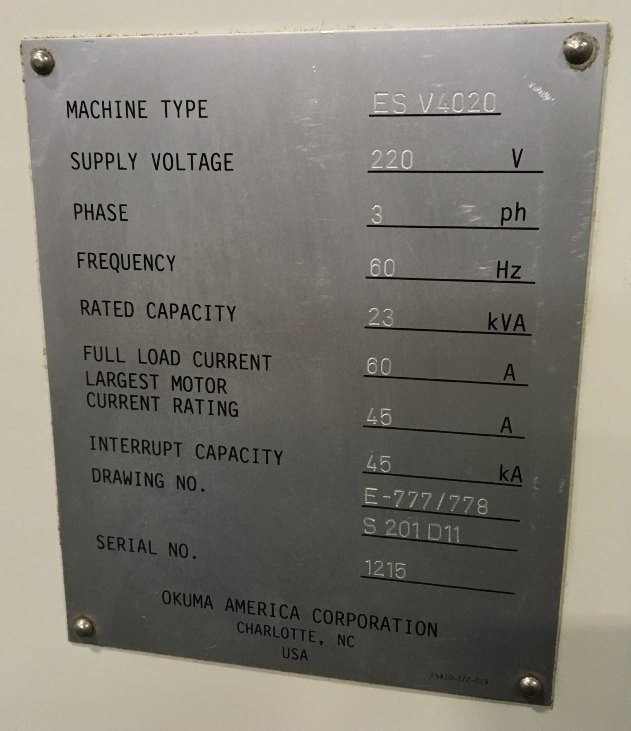 MACHINE TYPE ES V4020
SUPPLY VOLTAGE 220 V
PHASE 3 ph
FREQUENCY 60 Hz
RATED CAPACITY 23 kVA
FULL LOAD CURRENT 60 A
LARGEST MOTOR
CURRENT RATING 45 A
INTERRUPT CAPACITY 45 kA
DRAWING NO. E-777/778
S 201 D11
SERIAL NO. 1215
OKUMA AMERICA CORPORATION
CHARLOTTE, NC
USA